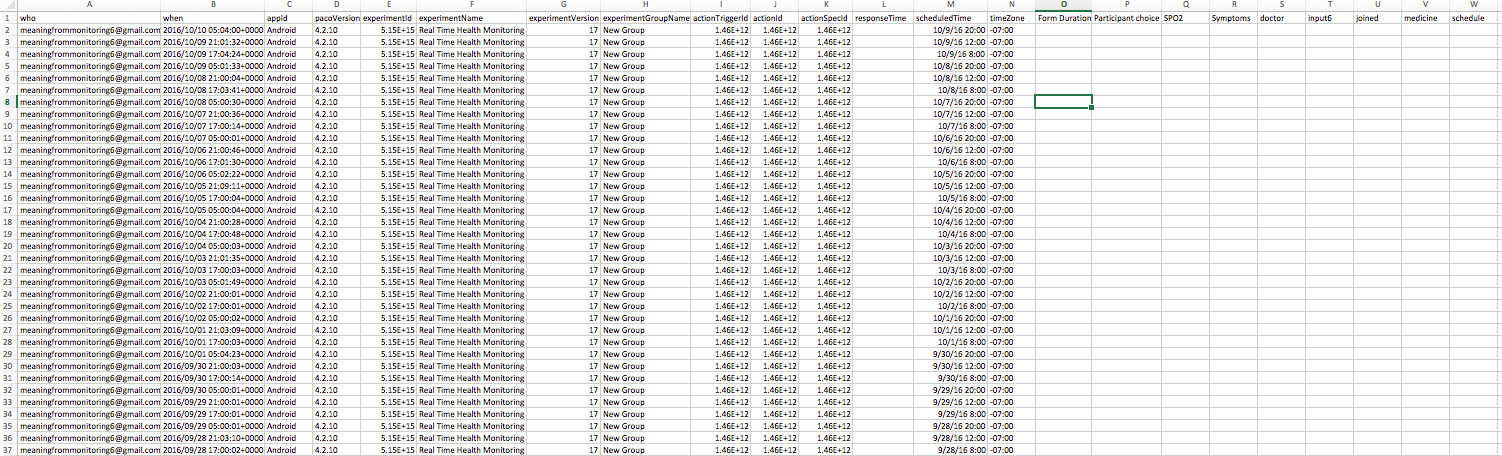 A B C D E F G H I J K L M N O P Q R S T U V W
1 who when appId pacoVersion experimentId experimentName experimentVersion experimentGroupName actionTriggerId actionId actionSpecId responseTime scheduledTime timeZone Form Duration Participant choice SPO2 Symptoms doctor input6 joined medicine schedule
2 meaningfrommonitoring6@gmail.com 2016/10/10 05:04:00+0000 Android 4.2.10 5.15E+15 Real Time Health Monitoring 17 New Group 1.46E+12 1.46E+12 1.46E+12 10/9/16 20:00 -07:00
3 meaningfrommonitoring6@gmail.com 2016/10/09 21:01:32+0000 Android 4.2.10 5.15E+15 Real Time Health Monitoring 17 New Group 1.46E+12 1.46E+12 1.46E+12 10/9/16 12:00 -07:00
4 meaningfrommonitoring6@gmail.com 2016/10/09 17:04:24+0000 Android 4.2.10 5.15E+15 Real Time Health Monitoring 17 New Group 1.46E+12 1.46E+12 1.46E+12 10/9/16 8:00 -07:00
5 meaningfrommonitoring6@gmail.com 2016/10/09 05:01:33+0000 Android 4.2.10 5.15E+15 Real Time Health Monitoring 17 New Group 1.46E+12 1.46E+12 1.46E+12 10/8/16 20:00 -07:00
6 meaningfrommonitoring6@gmail.com 2016/10/08 21:00:04+0000 Android 4.2.10 5.15E+15 Real Time Health Monitoring 17 New Group 1.46E+12 1.46E+12 1.46E+12 10/8/16 12:00 -07:00
7 meaningfrommonitoring6@gmail.com 2016/10/08 17:03:41+0000 Android 4.2.10 5.15E+15 Real Time Health Monitoring 17 New Group 1.46E+12 1.46E+12 1.46E+12 10/8/16 8:00 -07:00
8 meaningfrommonitoring6@gmail.com 2016/10/08 05:00:30+0000 Android 4.2.10 5.15E+15 Real Time Health Monitoring 17 New Group 1.46E+12 1.46E+12 1.46E+12 10/7/16 20:00 -07:00
9 meaningfrommonitoring6@gmail.com 2016/10/07 21:00:36+0000 Android 4.2.10 5.15E+15 Real Time Health Monitoring 17 New Group 1.46E+12 1.46E+12 1.46E+12 10/7/16 12:00 -07:00
10 meaningfrommonitoring6@gmail.com 2016/10/07 17:00:14+0000 Android 4.2.10 5.15E+15 Real Time Health Monitoring 17 New Group 1.46E+12 1.46E+12 1.46E+12 10/7/16 8:00 -07:00
11 meaningfrommonitoring6@gmail.com 2016/10/07 05:00:01+0000 Android 4.2.10 5.15E+15 Real Time Health Monitoring 17 New Group 1.46E+12 1.46E+12 1.46E+12 10/6/16 20:00 -07:00
12 meaningfrommonitoring6@gmail.com 2016/10/06 21:00:46+0000 Android 4.2.10 5.15E+15 Real Time Health Monitoring 17 New Group 1.46E+12 1.46E+12 1.46E+12 10/6/16 12:00 -07:00
13 meaningfrommonitoring6@gmail.com 2016/10/06 17:01:30+0000 Android 4.2.10 5.15E+15 Real Time Health Monitoring 17 New Group 1.46E+12 1.46E+12 1.46E+12 10/6/16 8:00 -07:00
14 meaningfrommonitoring6@gmail.com 2016/10/06 05:02:22+0000 Android 4.2.10 5.15E+15 Real Time Health Monitoring 17 New Group 1.46E+12 1.46E+12 1.46E+12 10/5/16 20:00 -07:00
15 meaningfrommonitoring6@gmail.com 2016/10/05 21:09:11+0000 Android 4.2.10 5.15E+15 Real Time Health Monitoring 17 New Group 1.46E+12 1.46E+12 1.46E+12 10/5/16 12:00 -07:00
16 meaningfrommonitoring6@gmail.com 2016/10/05 17:00:04+0000 Android 4.2.10 5.15E+15 Real Time Health Monitoring 17 New Group 1.46E+12 1.46E+12 1.46E+12 10/5/16 8:00 -07:00
17 meaningfrommonitoring6@gmail.com 2016/10/05 05:00:04+0000 Android 4.2.10 5.15E+15 Real Time Health Monitoring 17 New Group 1.46E+12 1.46E+12 1.46E+12 10/4/16 20:00 -07:00
18 meaningfrommonitoring6@gmail.com 2016/10/04 21:00:28+0000 Android 4.2.10 5.15E+15 Real Time Health Monitoring 17 New Group 1.46E+12 1.46E+12 1.46E+12 10/4/16 12:00 -07:00
19 meaningfrommonitoring6@gmail.com 2016/10/04 17:00:48+0000 Android 4.2.10 5.15E+15 Real Time Health Monitoring 17 New Group 1.46E+12 1.46E+12 1.46E+12 10/4/16 8:00 -07:00
20 meaningfrommonitoring6@gmail.com 2016/10/04 05:00:03+0000 Android 4.2.10 5.15E+15 Real Time Health Monitoring 17 New Group 1.46E+12 1.46E+12 1.46E+12 10/3/16 20:00 -07:00
21 meaningfrommonitoring6@gmail.com 2016/10/03 21:01:35+0000 Android 4.2.10 5.15E+15 Real Time Health Monitoring 17 New Group 1.46E+12 1.46E+12 1.46E+12 10/3/16 12:00 -07:00
22 meaningfrommonitoring6@gmail.com 2016/10/03 17:00:03+0000 Android 4.2.10 5.15E+15 Real Time Health Monitoring 17 New Group 1.46E+12 1.46E+12 1.46E+12 10/3/16 8:00 -07:00
23 meaningfrommonitoring6@gmail.com 2016/10/03 05:01:49+0000 Android 4.2.10 5.15E+15 Real Time Health Monitoring 17 New Group 1.46E+12 1.46E+12 1.46E+12 10/2/16 20:00 -07:00
24 meaningfrommonitoring6@gmail.com 2016/10/02 21:00:01+0000 Android 4.2.10 5.15E+15 Real Time Health Monitoring 17 New Group 1.46E+12 1.46E+12 1.46E+12 10/2/16 12:00 -07:00
25 meaningfrommonitoring6@gmail.com 2016/10/02 17:00:01+0000 Android 4.2.10 5.15E+15 Real Time Health Monitoring 17 New Group 1.46E+12 1.46E+12 1.46E+12 10/2/16 8:00 -07:00
26 meaningfrommonitoring6@gmail.com 2016/10/02 05:00:02+0000 Android 4.2.10 5.15E+15 Real Time Health Monitoring 17 New Group 1.46E+12 1.46E+12 1.46E+12 10/1/16 20:00 -07:00
27 meaningfrommonitoring6@gmail.com 2016/10/01 21:03:09+0000 Android 4.2.10 5.15E+15 Real Time Health Monitoring 17 New Group 1.46E+12 1.46E+12 1.46E+12 10/1/16 12:00 -07:00
28 meaningfrommonitoring6@gmail.com 2016/10/01 17:00:03+0000 Android 4.2.10 5.15E+15 Real Time Health Monitoring 17 New Group 1.46E+12 1.46E+12 1.46E+12 10/1/16 8:00 -07:00
29 meaningfrommonitoring6@gmail.com 2016/10/01 05:04:23+0000 Android 4.2.10 5.15E+15 Real Time Health Monitoring 17 New Group 1.46E+12 1.46E+12 1.46E+12 9/30/16 20:00 -07:00
30 meaningfrommonitoring6@gmail.com 2016/09/30 21:00:03+0000 Android 4.2.10 5.15E+15 Real Time Health Monitoring 17 New Group 1.46E+12 1.46E+12 1.46E+12 9/30/16 12:00 -07:00
31 meaningfrommonitoring6@gmail.com 2016/09/30 17:00:14+0000 Android 4.2.10 5.15E+15 Real Time Health Monitoring 17 New Group 1.46E+12 1.46E+12 1.46E+12 9/30/16 8:00 -07:00
32 meaningfrommonitoring6@gmail.com 2016/09/30 05:00:01+0000 Android 4.2.10 5.15E+15 Real Time Health Monitoring 17 New Group 1.46E+12 1.46E+12 1.46E+12 9/29/16 20:00 -07:00
33 meaningfrommonitoring6@gmail.com 2016/09/29 21:00:01+0000 Android 4.2.10 5.15E+15 Real Time Health Monitoring 17 New Group 1.46E+12 1.46E+12 1.46E+12 9/29/16 12:00 -07:00
34 meaningfrommonitoring6@gmail.com 2016/09/29 17:00:01+0000 Android 4.2.10 5.15E+15 Real Time Health Monitoring 17 New Group 1.46E+12 1.46E+12 1.46E+12 9/29/16 8:00 -07:00
35 meaningfrommonitoring6@gmail.com 2016/09/29 05:00:01+0000 Android 4.2.10 5.15E+15 Real Time Health Monitoring 17 New Group 1.46E+12 1.46E+12 1.46E+12 9/28/16 20:00 -07:00
36 meaningfrommonitoring6@gmail.com 2016/09/28 21:03:10+0000 Android 4.2.10 5.15E+15 Real Time Health Monitoring 17 New Group 1.46E+12 1.46E+12 1.46E+12 9/28/16 12:00 -07:00
37 meaningfrommonitoring6@gmail.com 2016/09/28 17:00:02+0000 Android 4.2.10 5.15E+15 Real Time Health Monitoring 17 New Group 1.46E+12 1.46E+12 1.46E+12 9/28/16 8:00 -07:00